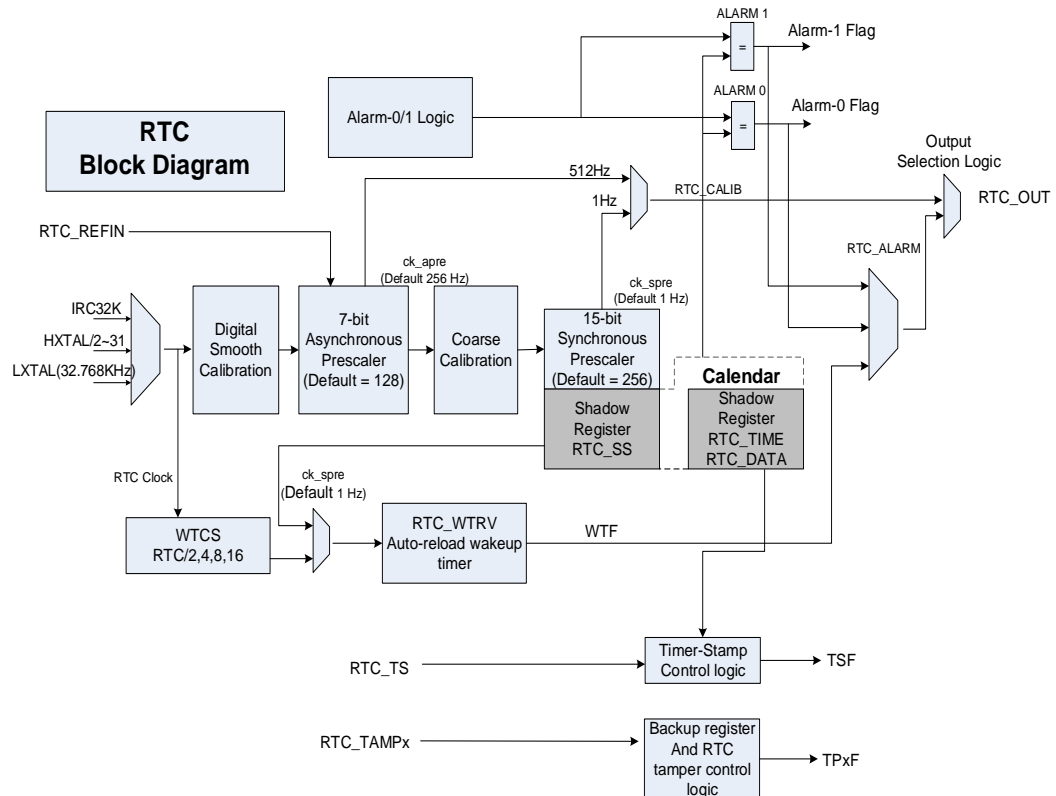 ALARM 1
=
Alarm-1 Flag
ALARM 0
=
Alarm-0 Flag
Alarm-0/1 Logic
RTC
Block Diagram
Output
Selection Logic
512Hz
RTC_CALIB
RTC_OUT
1Hz
RTC_REFIN
RTC_ALARM
ck_apre
(Default 256 Hz)
ck_spre
(Default 1 Hz)
IRC32K
HXTAL/2~31
LXTAL(32.768KHz)
Digital
Smooth
Calibration
7-bit
Asynchronous
Prescaler
(Default = 128)
Coarse
Calibration
15-bit
Synchronous
Prescaler
(Default = 256)
Calendar
Shadow
Register
RTC_SS
Shadow
Register
RTC_TIME
RTC_DATA
RTC Clock
ck_spre
(Default 1 Hz)
WTCS
RTC/2,4,8,16
RTC_WTRV
Auto-reload wakeup
timer
WTF
RTC_TS
Timer-Stamp
Control logic
TSF
RTC_TAMPx
Backup register
And RTC
tamper control
logic
TPxF